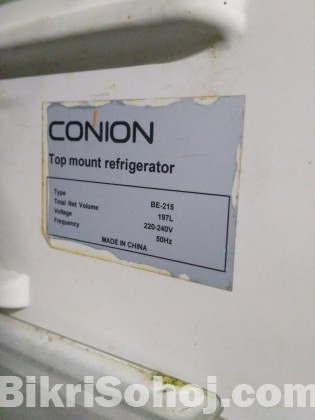 CONION
Top mount refrigerator
Type BE-215
Total Net Volume 197L
Voltage 220-240V
Frequency 50Hz
MADE IN CHINA
BikriSohoj.com